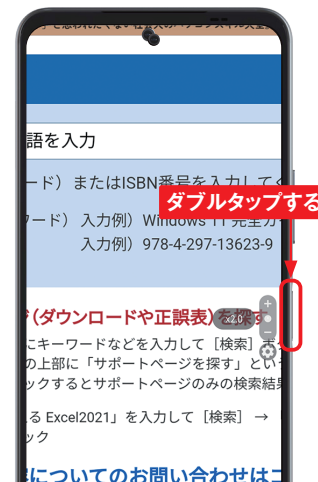 語を入力
ード）またはISBN番号を入力してく
ダブルタップする
ワード） 入力例）Windows 11 完全ガ
入力例）978-4-297-13623-9
（ダウンロードや正誤表）を探す
x2.0
にキーワードなどを入力して［検索］ボタ
の上部に「サポートページを探す」とい
ックするとサポートページのみの検索結果
る Excel2021」を入力して［検索］ → 「
ック
についてのお問い合わせはコ